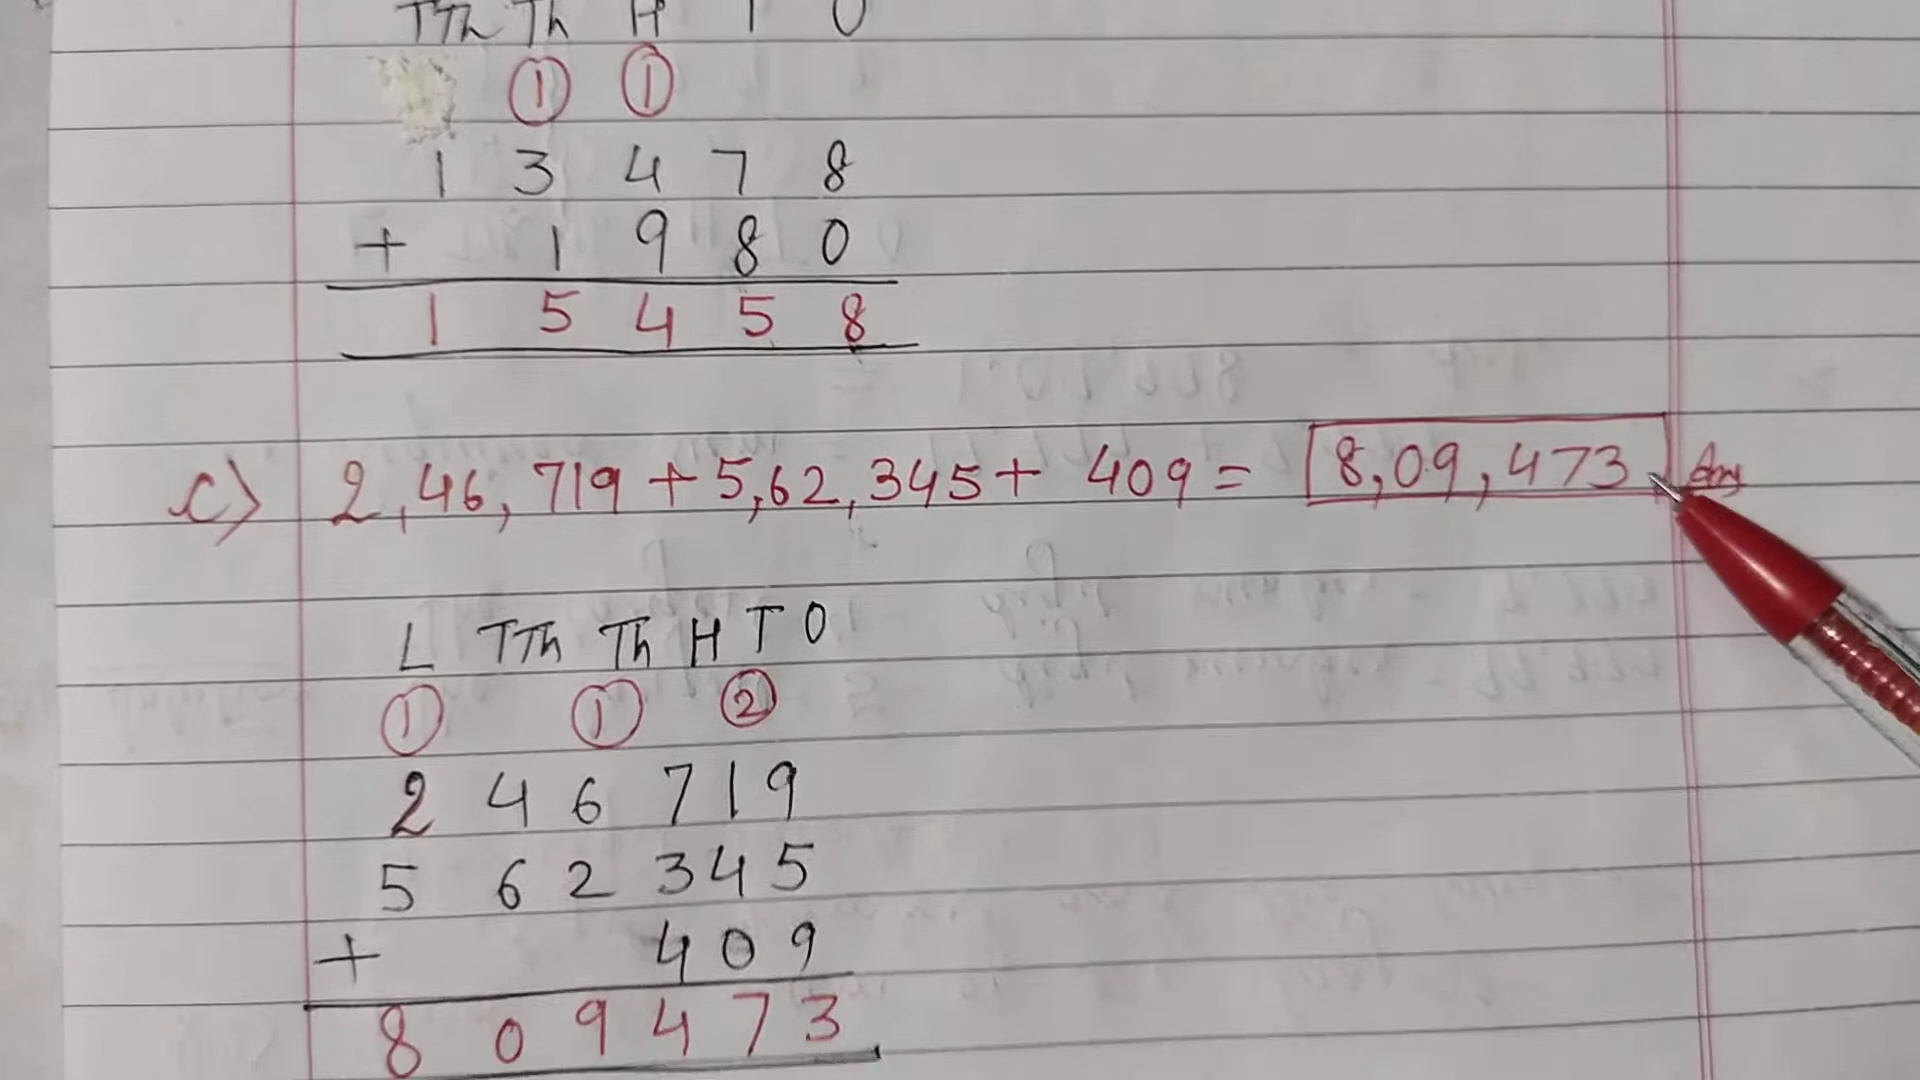 TTh Th H T O
1 1
1 3 4 7 8
+ 1 9 8 0
1 5 4 5 8
c) 2,46,719 + 5,62,345 + 409 = 8,09,473 Ans
L TTh Th H T O
1 1 2
2 4 6 7 1 9
5 6 2 3 4 5
+ 4 0 9
8 0 9 4 7 3